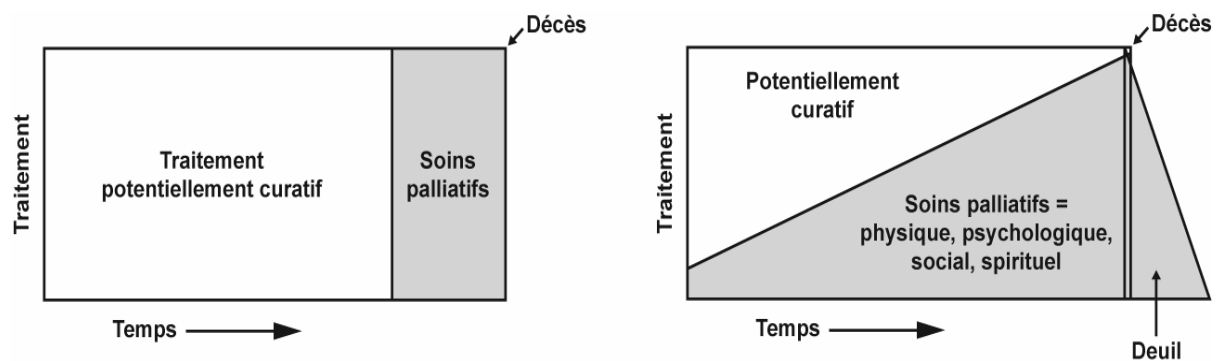 Décès
Traitement
Traitement
potentiellement curatif
Soins
palliatifs
Temps
Décès
Traitement
Potentiellement
curatif
Soins palliatifs =
physique, psychologique,
social, spirituel
Temps
Deuil